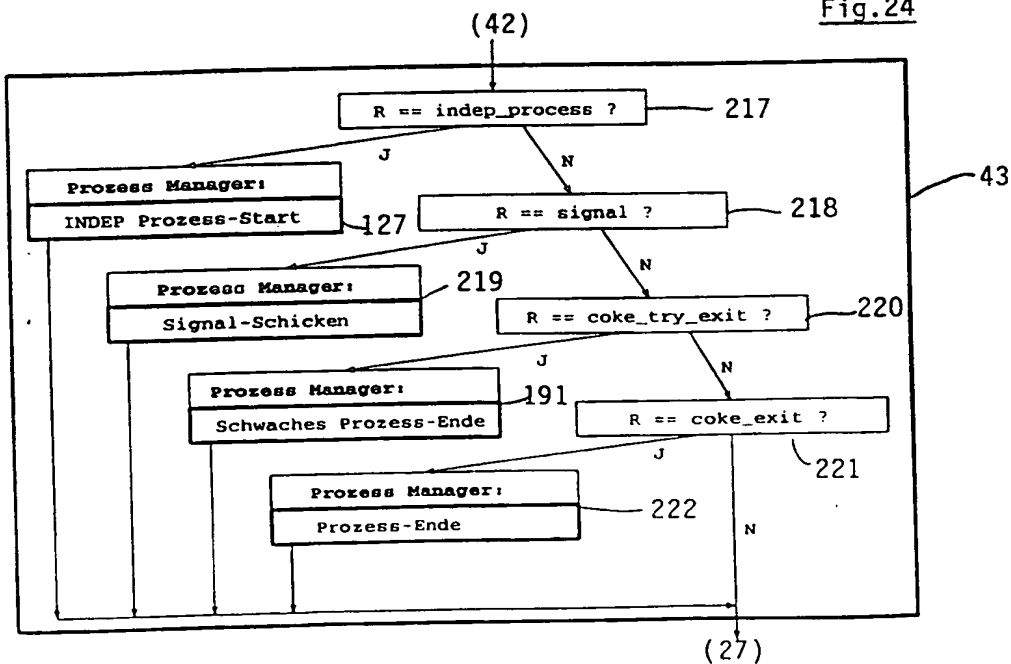 Fig.24
(42)
R == indep_process ?
217
J
N
43
Prozess Manager:
INDEP Prozess-Start
127
R == signal ?
218
J
N
Prozess Manager:
Signal-Schicken
219
R == coke_try_exit ?
220
J
N
Prozess Manager:
Schwaches Prozess-Ende
191
R == coke_exit ?
221
J
N
Prozess Manager:
Prozess-Ende
222
(27)